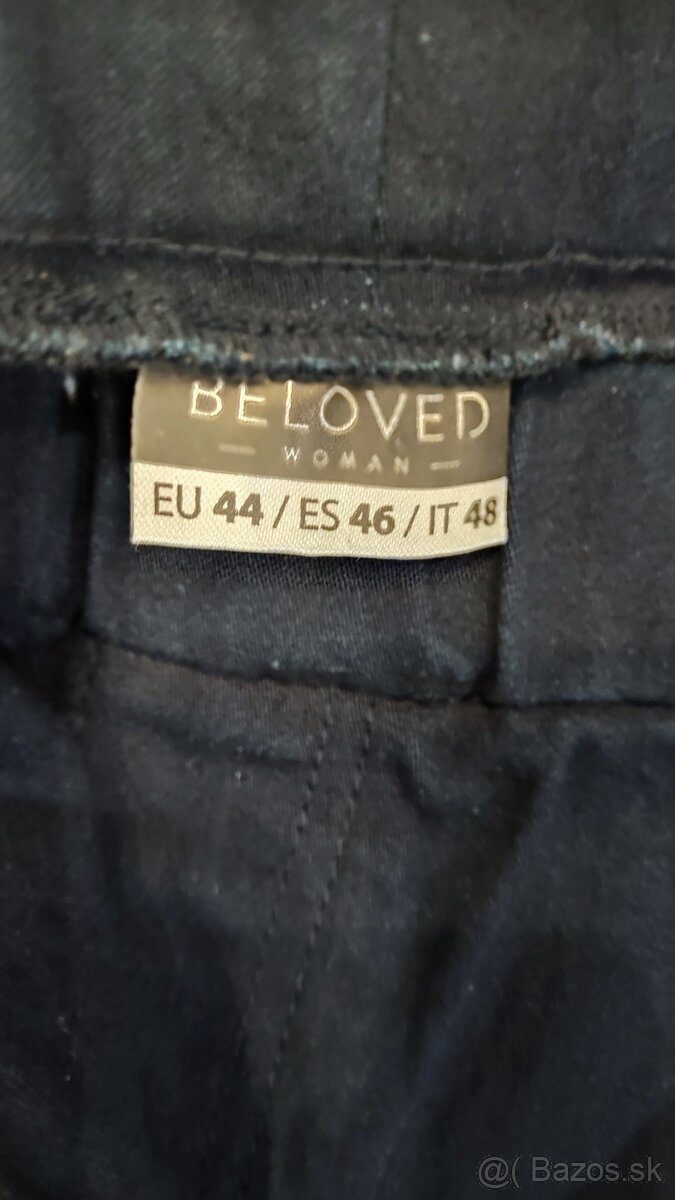 BELOVED
— WOMAN —
EU 44 / ES 46 / IT 48
@( Bazos.sk